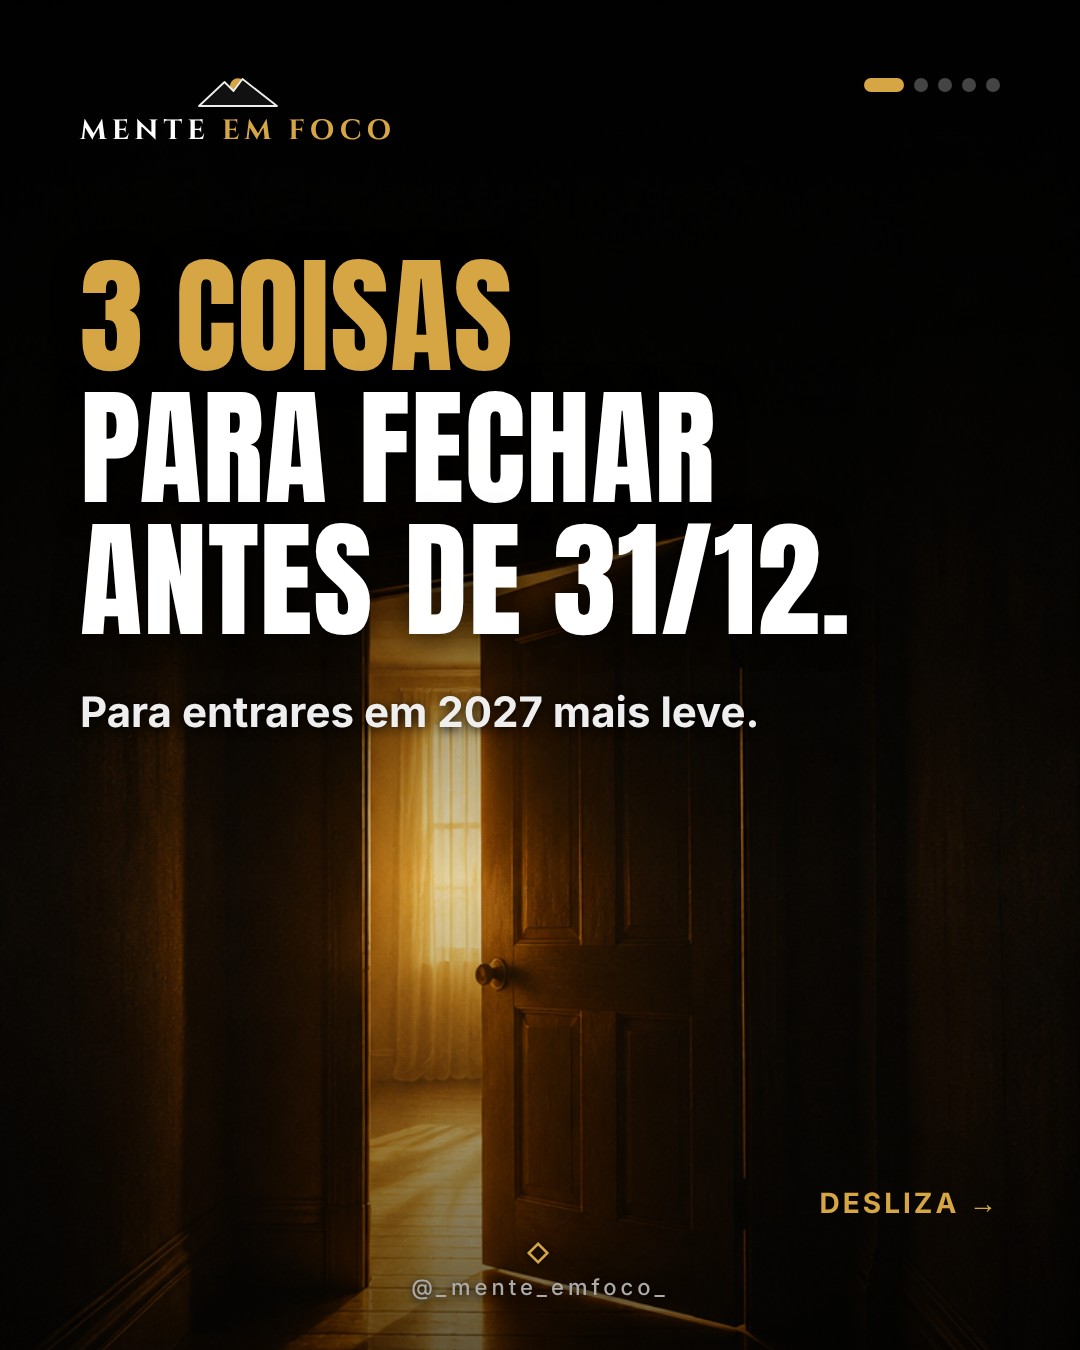 MENTE EM FOCO
3 COISAS
PARA FECHAR
ANTES DE 31/12.
Para entrares em 2027 mais leve.
DESLIZA →
@_mente_emfoco_